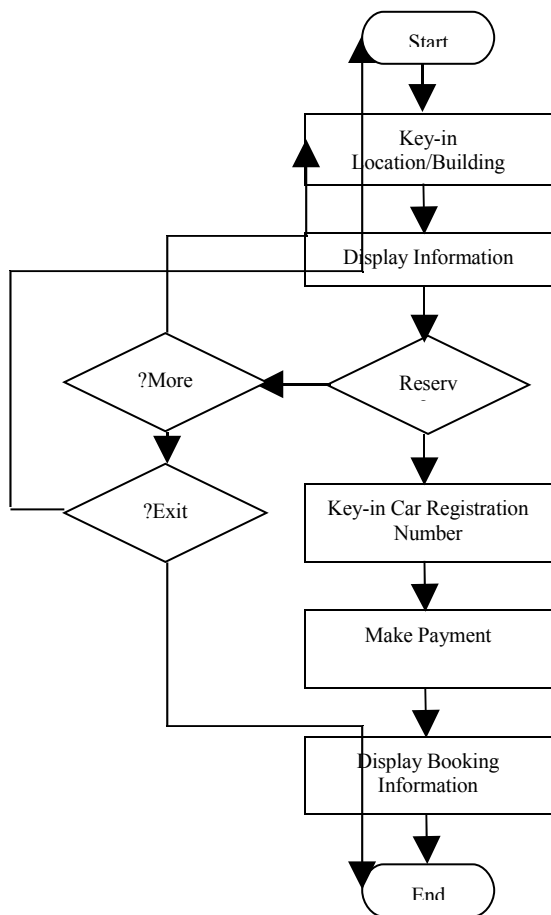 Start
Key-in
Location/Building
Display Information
?More
Reserv
?Exit
Key-in Car Registration
Number
Make Payment
Display Booking
Information
End